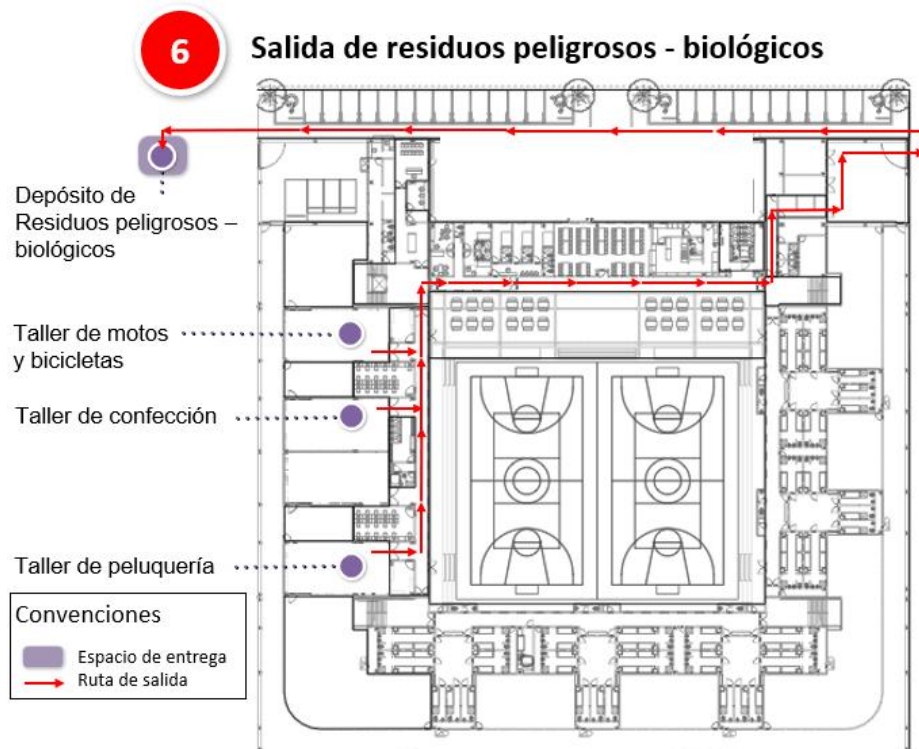 6
Salida de residuos peligrosos - biológicos
Depósito de
Residuos peligrosos –
biológicos
Taller de motos
y bicicletas
Taller de confección
Taller de peluquería
Convenciones
Espacio de entrega
Ruta de salida